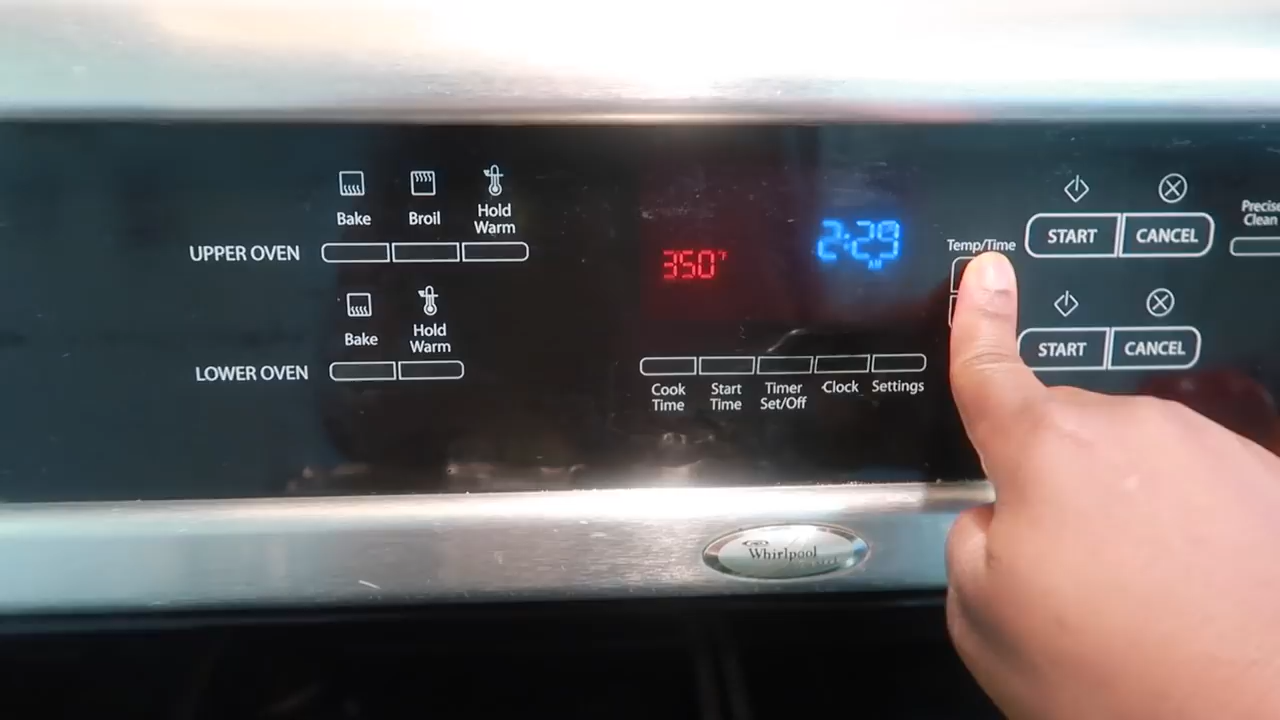 Bake
Broil
Hold
Warm
UPPER OVEN
Bake
Hold
Warm
LOWER OVEN
350°F
2:29
AM
Cook
Time
Start
Time
Timer
Set/Off
Clock
Settings
Temp/Time
START
CANCEL
START
CANCEL
Precise
Clean
Whirlpool